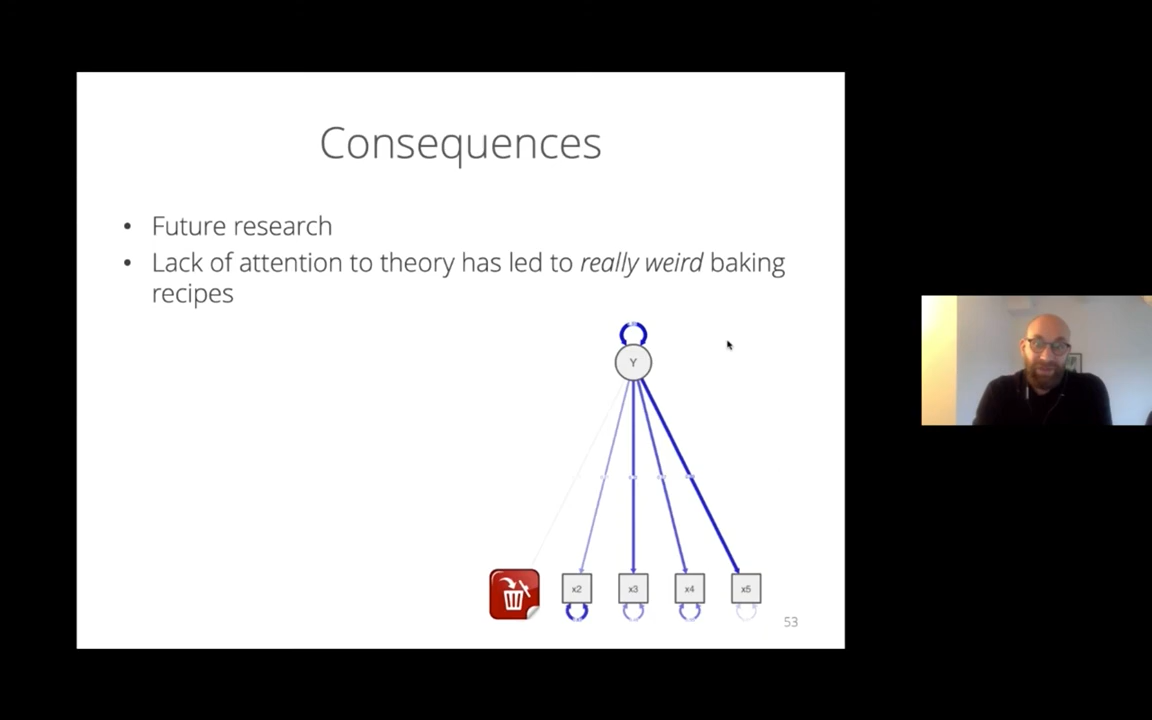 Consequences
• Future research
• Lack of attention to theory has led to really weird baking
recipes
Y
x2 x3 x4 x5
53